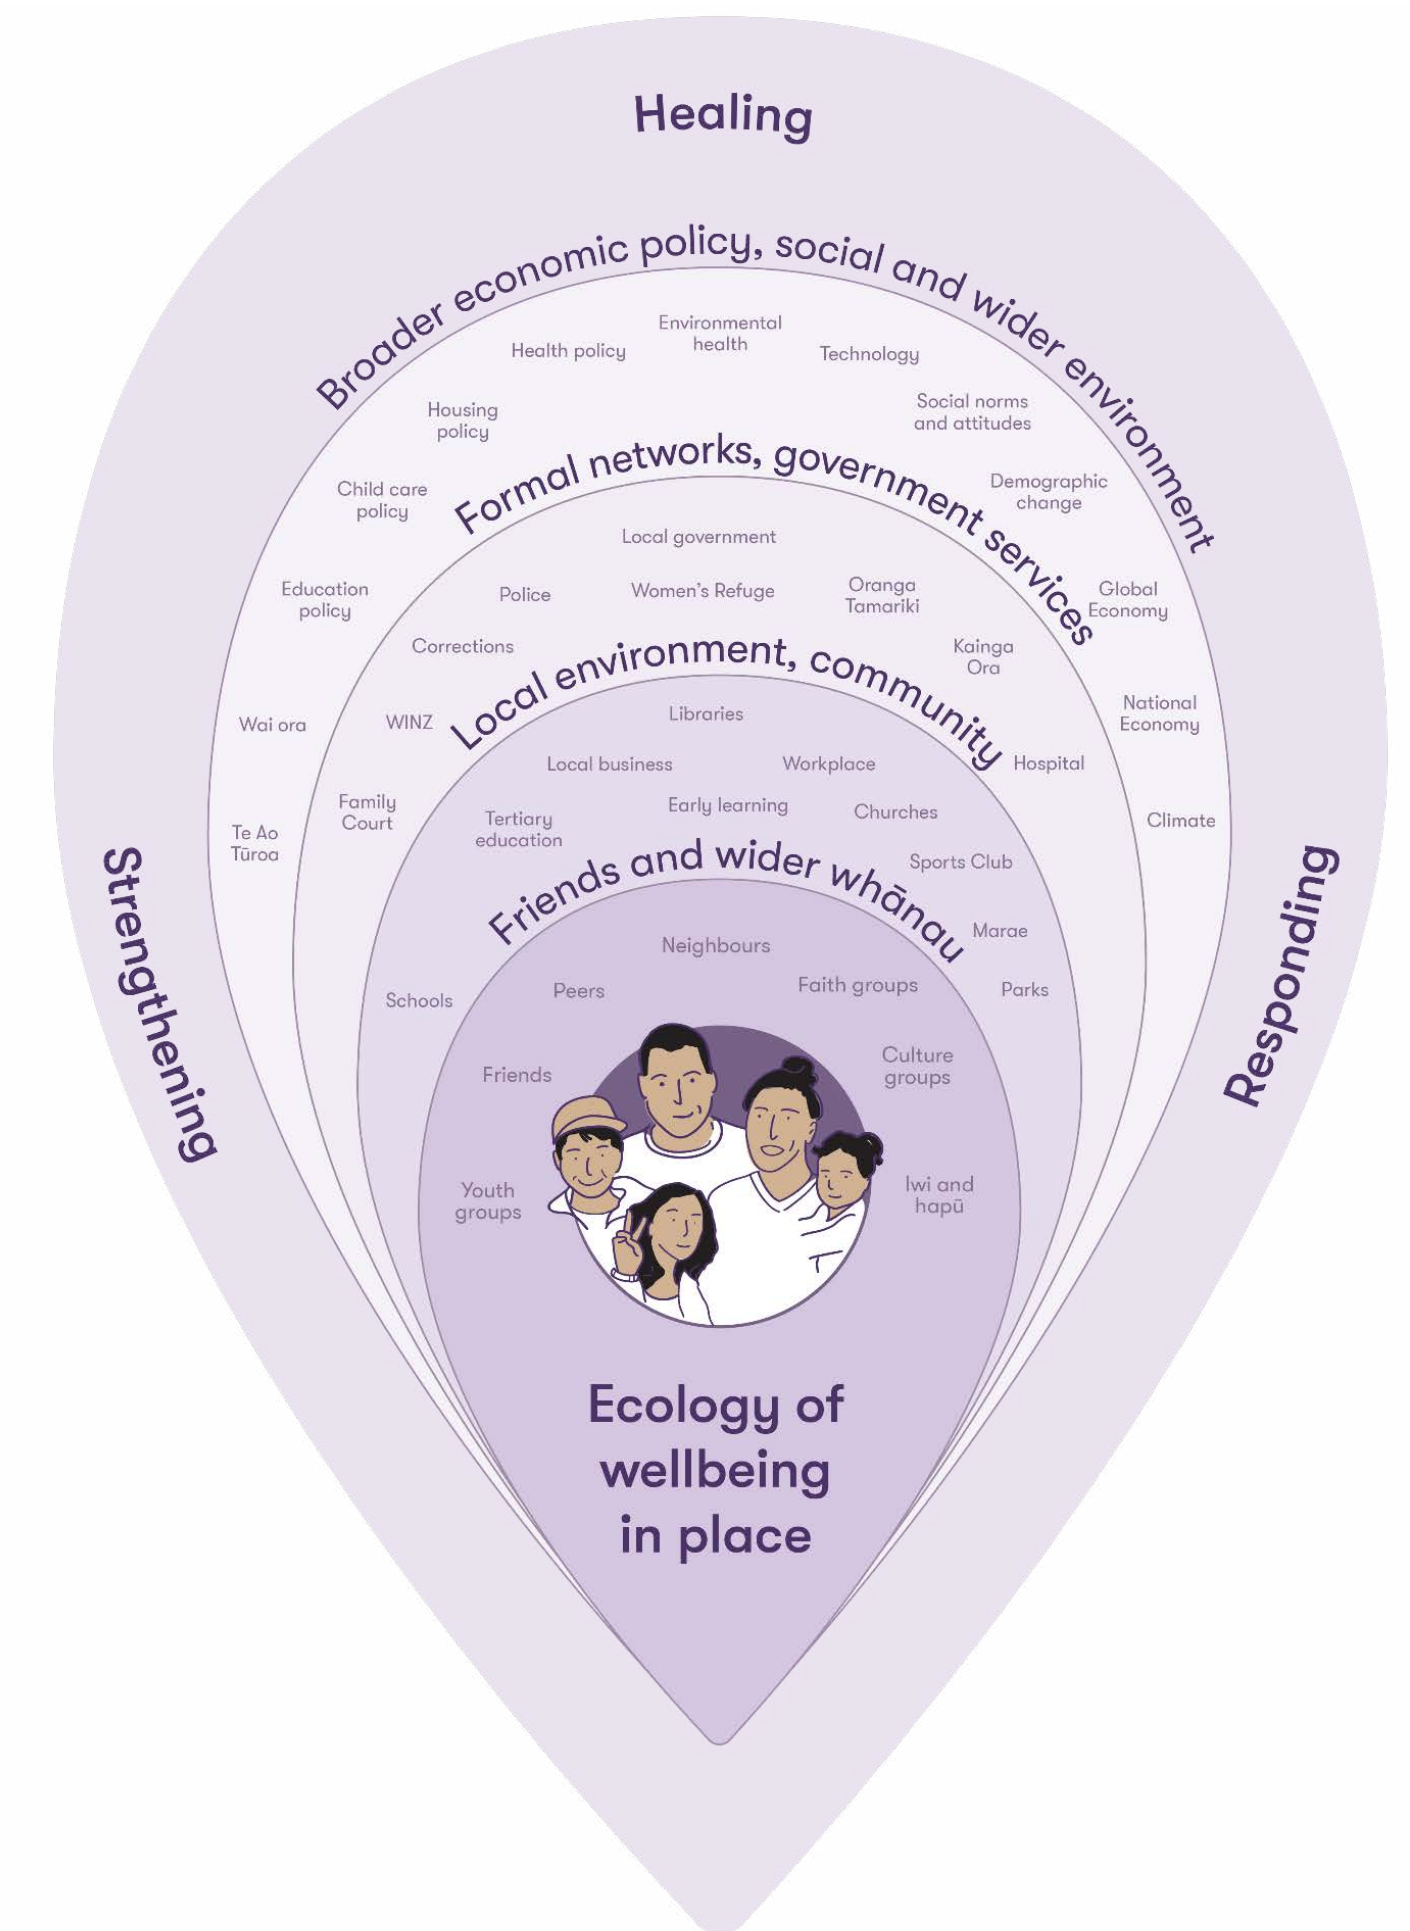 Healing
Broader economic policy, social and wider environment
Environmental
health
Health policy
Technology
Housing
policy
Social norms
and attitudes
Child care
policy
Demographic
change
Education
policy
Global
Economy
Wai ora
National
Economy
Te Ao
Tūroa
Climate
Formal networks, government services
Local government
Police
Women's Refuge
Oranga
Tamariki
Corrections
Kainga
Ora
WINZ
Hospital
Family
Court
Local environment, community
Libraries
Local business
Workplace
Early learning
Tertiary
education
Churches
Sports Club
Marae
Schools
Parks
Friends and wider whānau
Neighbours
Peers
Faith groups
Friends
Culture
groups
Youth
groups
Iwi and
hapū
Strengthening
Responding
Ecology of
wellbeing
in place